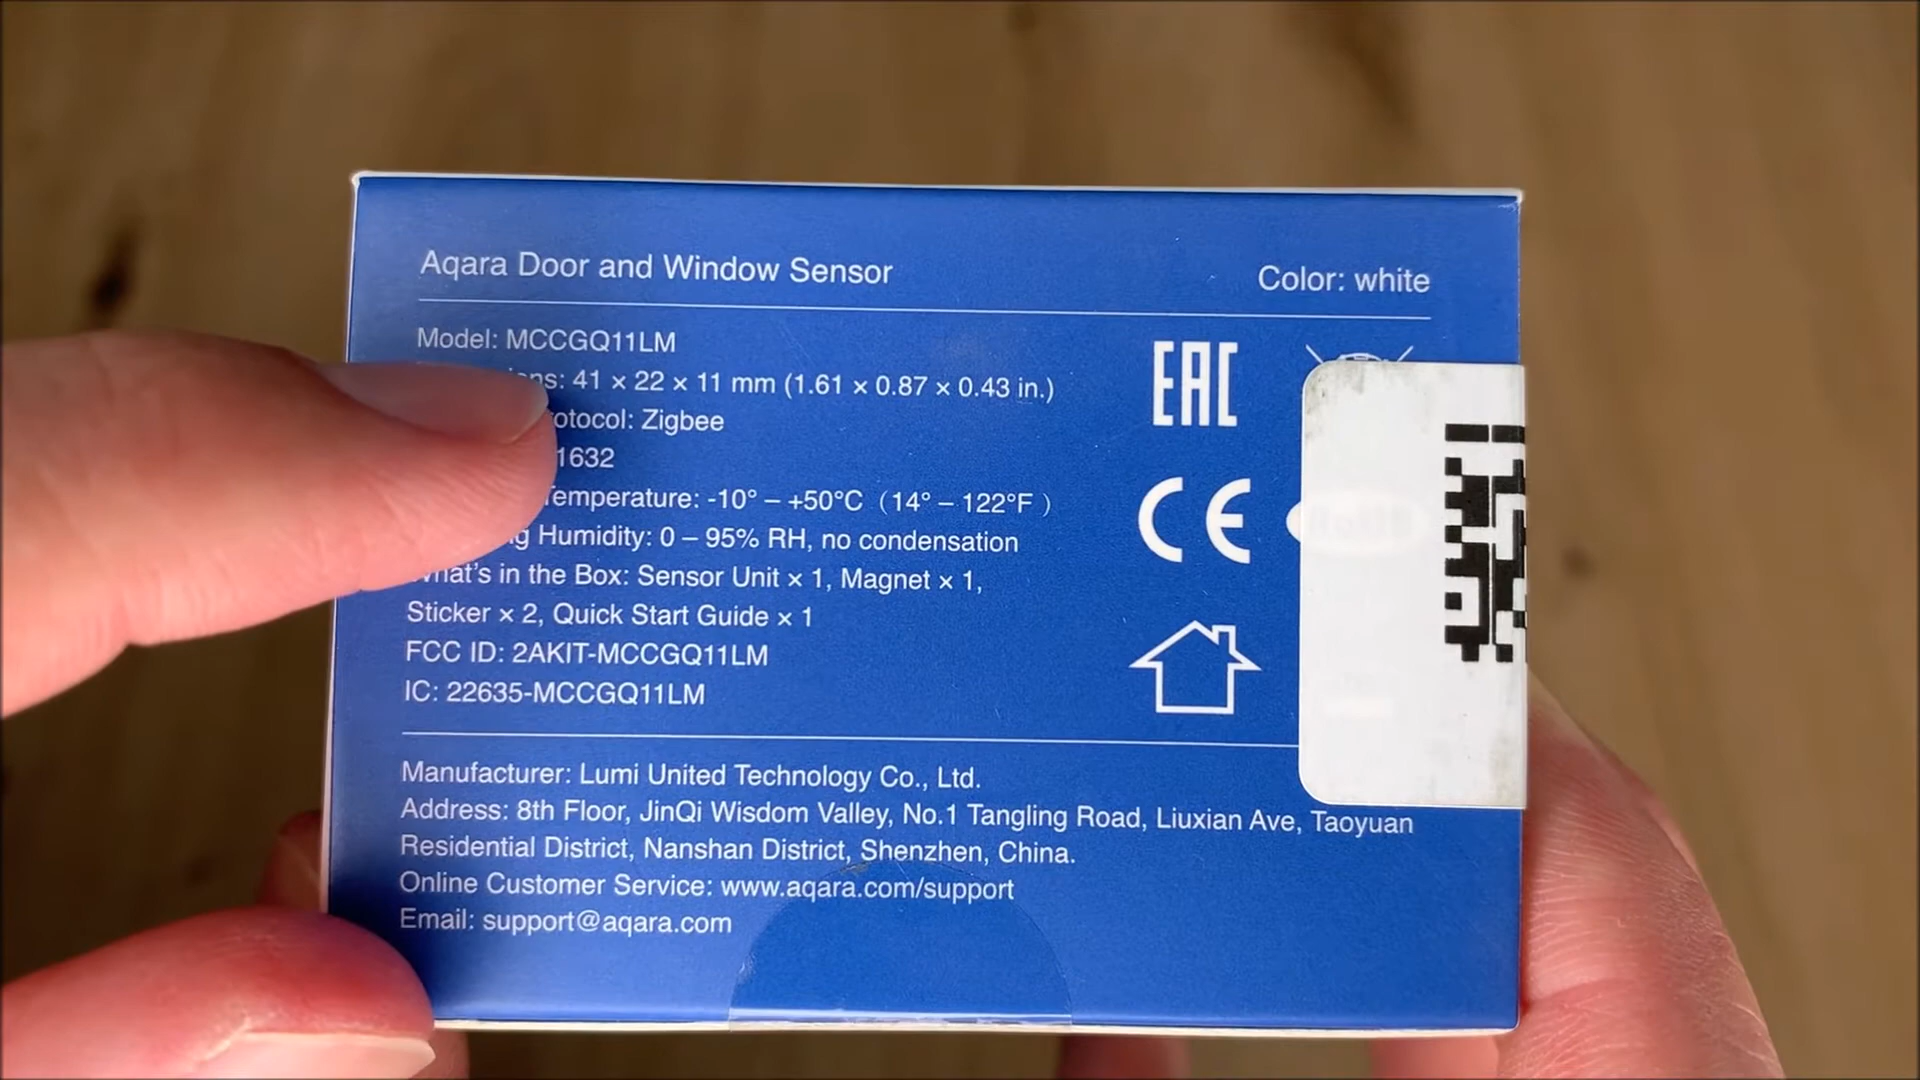 Aqara Door and Window Sensor
Color: white
Model: MCCGQ11LM
41 × 22 × 11 mm (1.61 × 0.87 × 0.43 in.)
Zigbee
1632
Temperature: -10° – +50°C (14° – 122°F )
Humidity: 0 – 95% RH, no condensation
What's in the Box: Sensor Unit × 1, Magnet × 1,
Sticker × 2, Quick Start Guide × 1
FCC ID: 2AKIT-MCCGQ11LM
IC: 22635-MCCGQ11LM
EAC
CE
Manufacturer: Lumi United Technology Co., Ltd.
Address: 8th Floor, JinQi Wisdom Valley, No.1 Tangling Road, Liuxian Ave, Taoyuan
Residential District, Nanshan District, Shenzhen, China.
Online Customer Service: www.aqara.com/support
Email: support@aqara.com